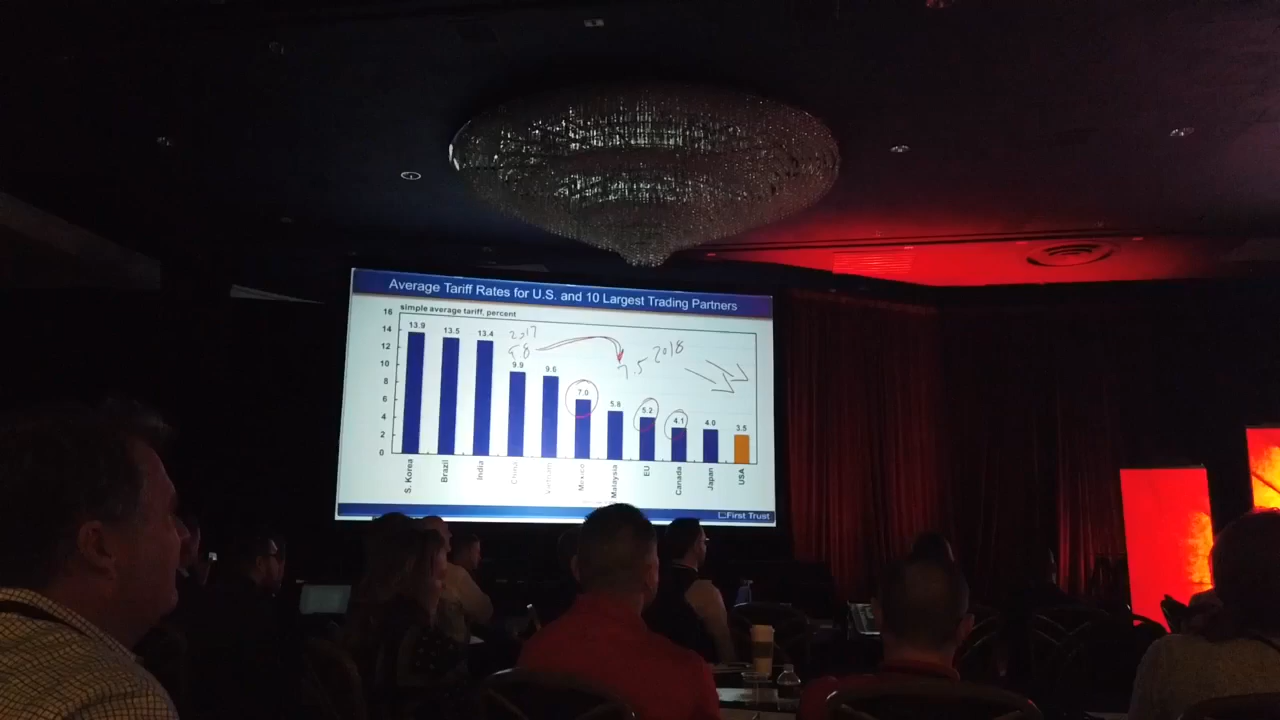 Average Tariff Rates for U.S. and 10 Largest Trading Partners
simple average tariff, percent
16
14
12
10
8
6
4
2
0
13.9
13.5
13.4
9.9
9.6
7.0
5.8
5.2
4.1
4.0
3.5
2017
7.5 2018
S. Korea
Brazil
India
China
Vietnam
Mexico
Malaysia
EU
Canada
Japan
USA
First Trust